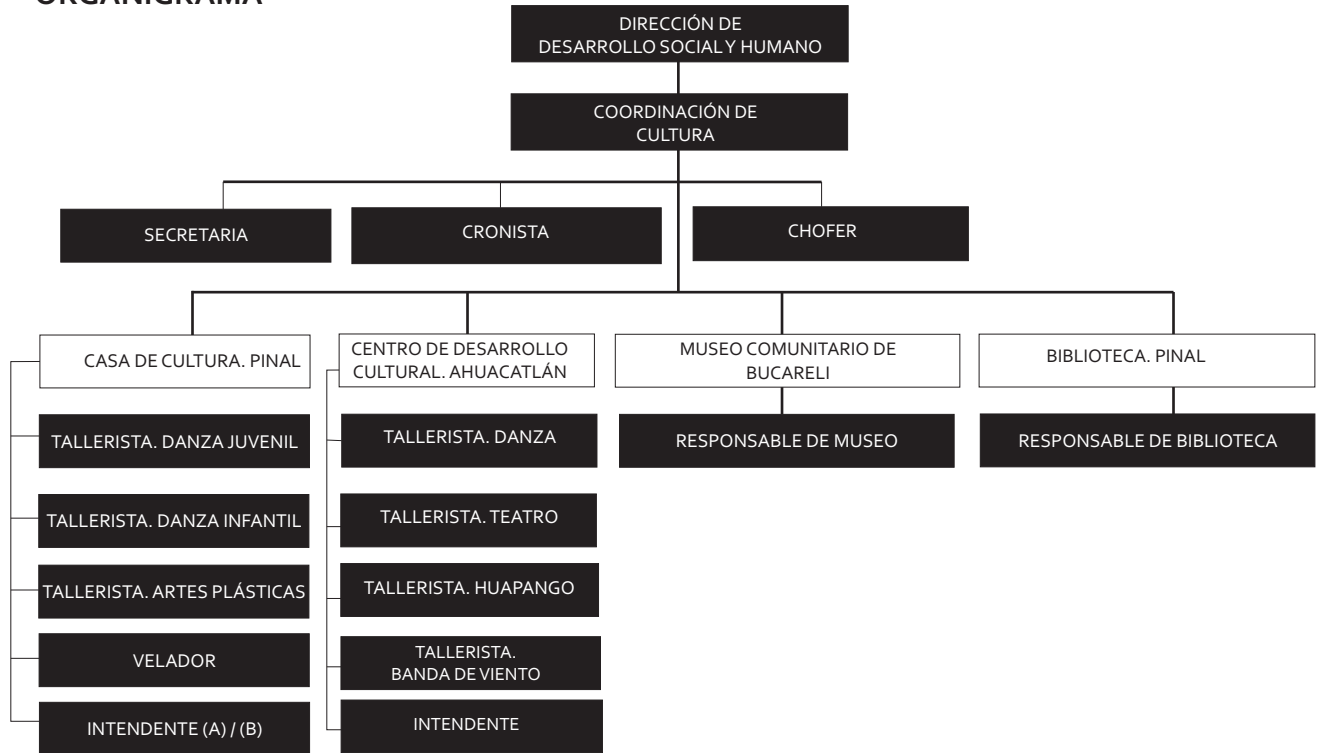 ORGANIGRAMA
DIRECCIÓN DE
DESARROLLO SOCIAL Y HUMANO
COORDINACIÓN DE
CULTURA
SECRETARIA
CRONISTA
CHOFER
CASA DE CULTURA. PINAL
CENTRO DE DESARROLLO
CULTURAL. AHUACATLÁN
MUSEO COMUNITARIO DE
BUCARELI
BIBLIOTECA. PINAL
TALLERISTA. DANZA JUVENIL
TALLERISTA. DANZA
RESPONSABLE DE MUSEO
RESPONSABLE DE BIBLIOTECA
TALLERISTA. DANZA INFANTIL
TALLERISTA. TEATRO
TALLERISTA. ARTES PLÁSTICAS
TALLERISTA. HUAPANGO
VELADOR
TALLERISTA.
BANDA DE VIENTO
INTENDENTE (A) / (B)
INTENDENTE